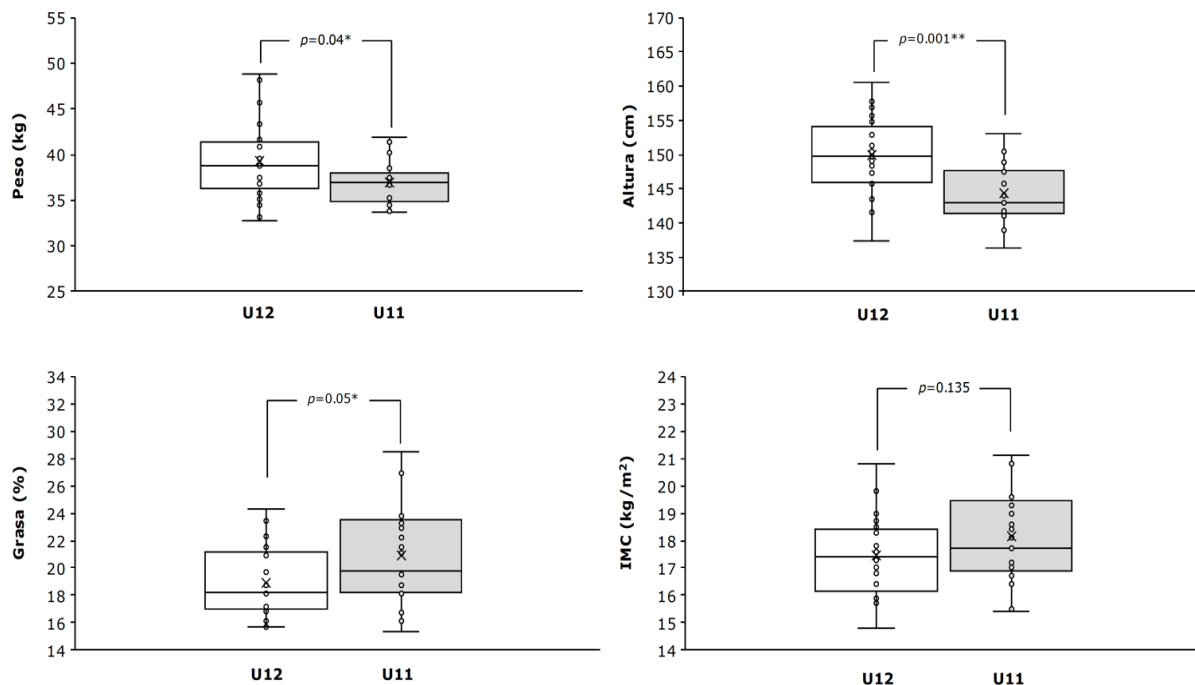 Peso (kg)
55
50
45
40
35
30
25
p=0.04*
U12
U11
Altura (cm)
170
165
160
155
150
145
140
135
130
p=0.001**
U12
U11
Grasa (%)
34
32
30
28
26
24
22
20
18
16
14
p=0.05*
U12
U11
IMC (kg/m²)
24
23
22
21
20
19
18
17
16
15
14
p=0.135
U12
U11